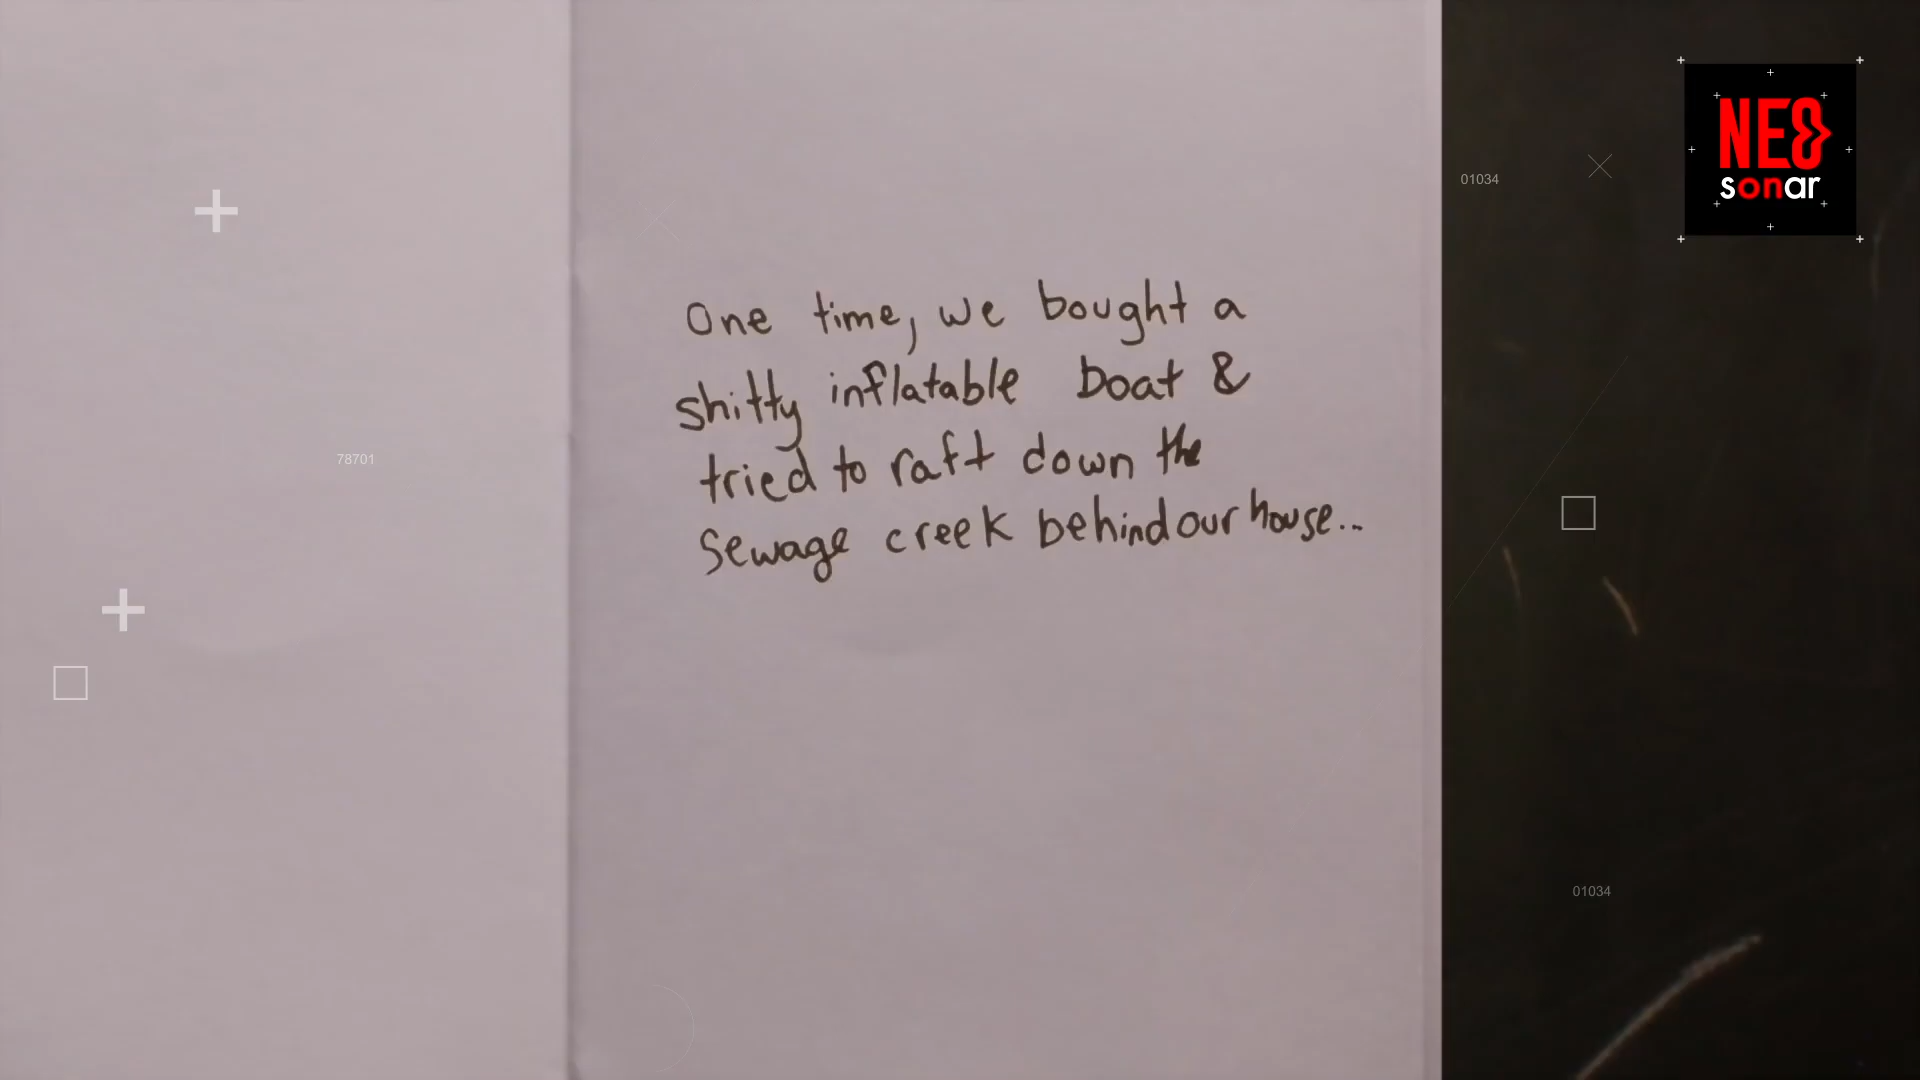 NEO
sonar
01034
One time, we bought a
shitty inflatable boat &
tried to raft down the
sewage creek behind our house..
78701
01034